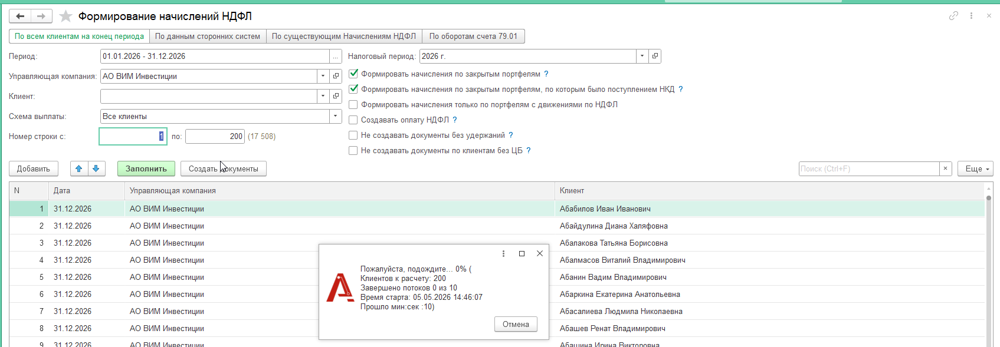 Формирование начислений НДФЛ
По всем клиентам на конец периода
По данным сторонних систем
По существующим Начислениям НДФЛ
По оборотам счета 79.01
Период: 01.01.2026 - 31.12.2026 ...
Налоговый период: 2026 г.
Управляющая компания: АО ВИМ Инвестиции
Формировать начисления по закрытым портфелям ?
Формировать начисления по закрытым портфелям, по которым было поступлением НКД ?
Клиент:
Формировать начисления только по портфелям с движениями по НДФЛ
Схема выплаты: Все клиенты
Создавать оплату НДФЛ ?
Номер строки с: 1 по: 200 (17 508)
Не создавать документы без удержаний ?
Не создавать документы по клиентам без ЦБ ?
Добавить
Заполнить
Создать документы
Поиск (Ctrl+F) ×
Еще
N Дата Управляющая компания Клиент
1 31.12.2026 АО ВИМ Инвестиции Абабилов Иван Иванович
2 31.12.2026 АО ВИМ Инвестиции Абайдулина Диана Халяфовна
3 31.12.2026 АО ВИМ Инвестиции Абалакова Татьяна Борисовна
4 31.12.2026 АО ВИМ Инвестиции Абалмасов Виталий Владимирович
5 31.12.2026 АО ВИМ Инвестиции Абанин Вадим Владимирович
6 31.12.2026 АО ВИМ Инвестиции Абаркина Екатерина Анатольевна
7 31.12.2026 АО ВИМ Инвестиции Абасалиева Людмила Николаевна
8 31.12.2026 АО ВИМ Инвестиции Абашев Ренат Владимирович
9 31.12.2026 АО ВИМ Инвестиции Абашина Ирина Викторовна
Пожалуйста, подождите... 0% (
Клиентов к расчету: 200
Завершено потоков 0 из 10
Время старта: 05.05.2026 14:46:07
Прошло мин:сек :10)
Отмена